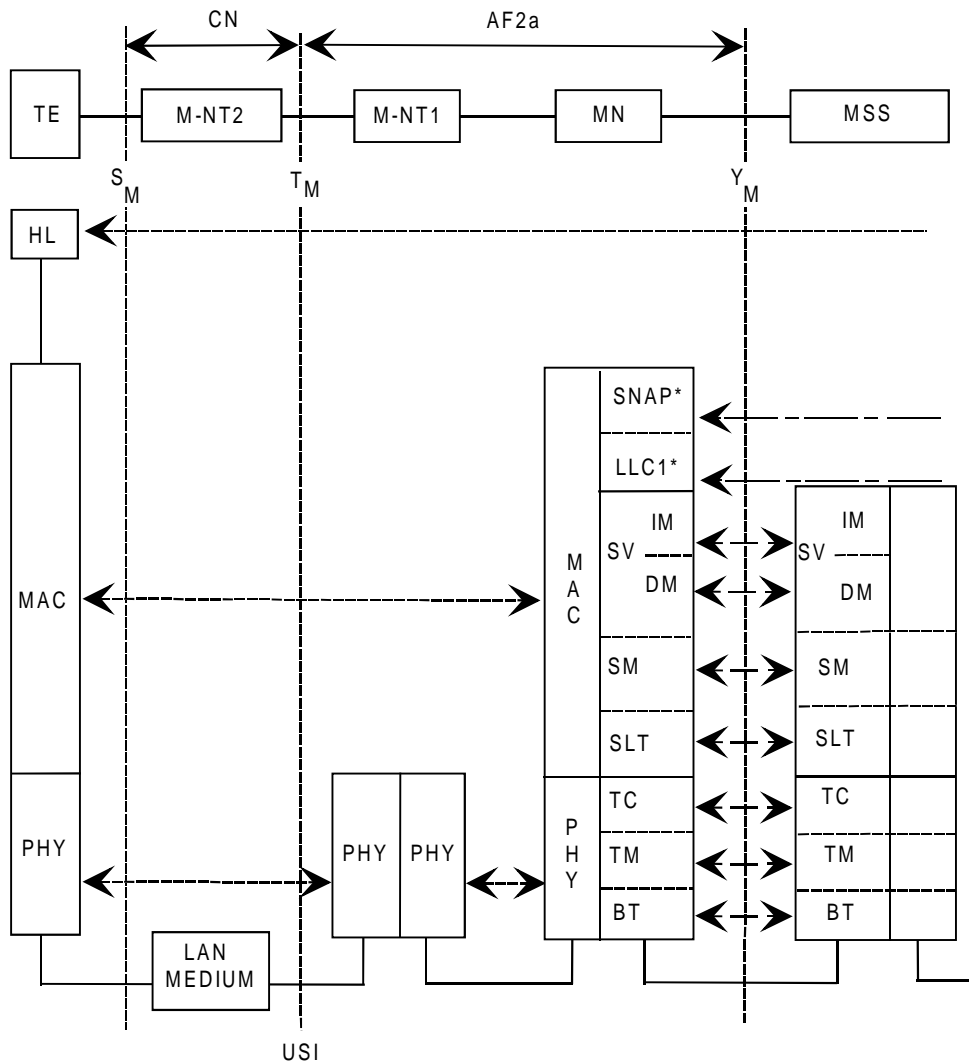 CN
AF2a
TE
M-NT2
M-NT1
MN
MSS
S M
T M
Y M
HL
SNAP*
LLC1*
IM
SV
DM
IM
SV
DM
MAC
M
A
C
SM
SM
SLT
SLT
PHY
PHY
PHY
P
H
Y
TC
TC
TM
TM
BT
BT
LAN
MEDIUM
USI